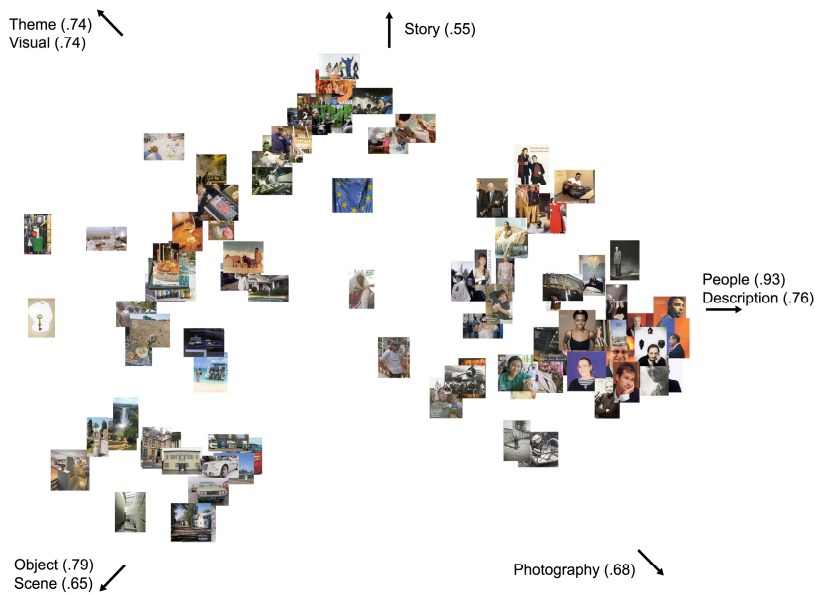 Theme (.74)
Visual (.74)
Story (.55)
People (.93)
Description (.76)
Object (.79)
Scene (.65)
Photography (.68)